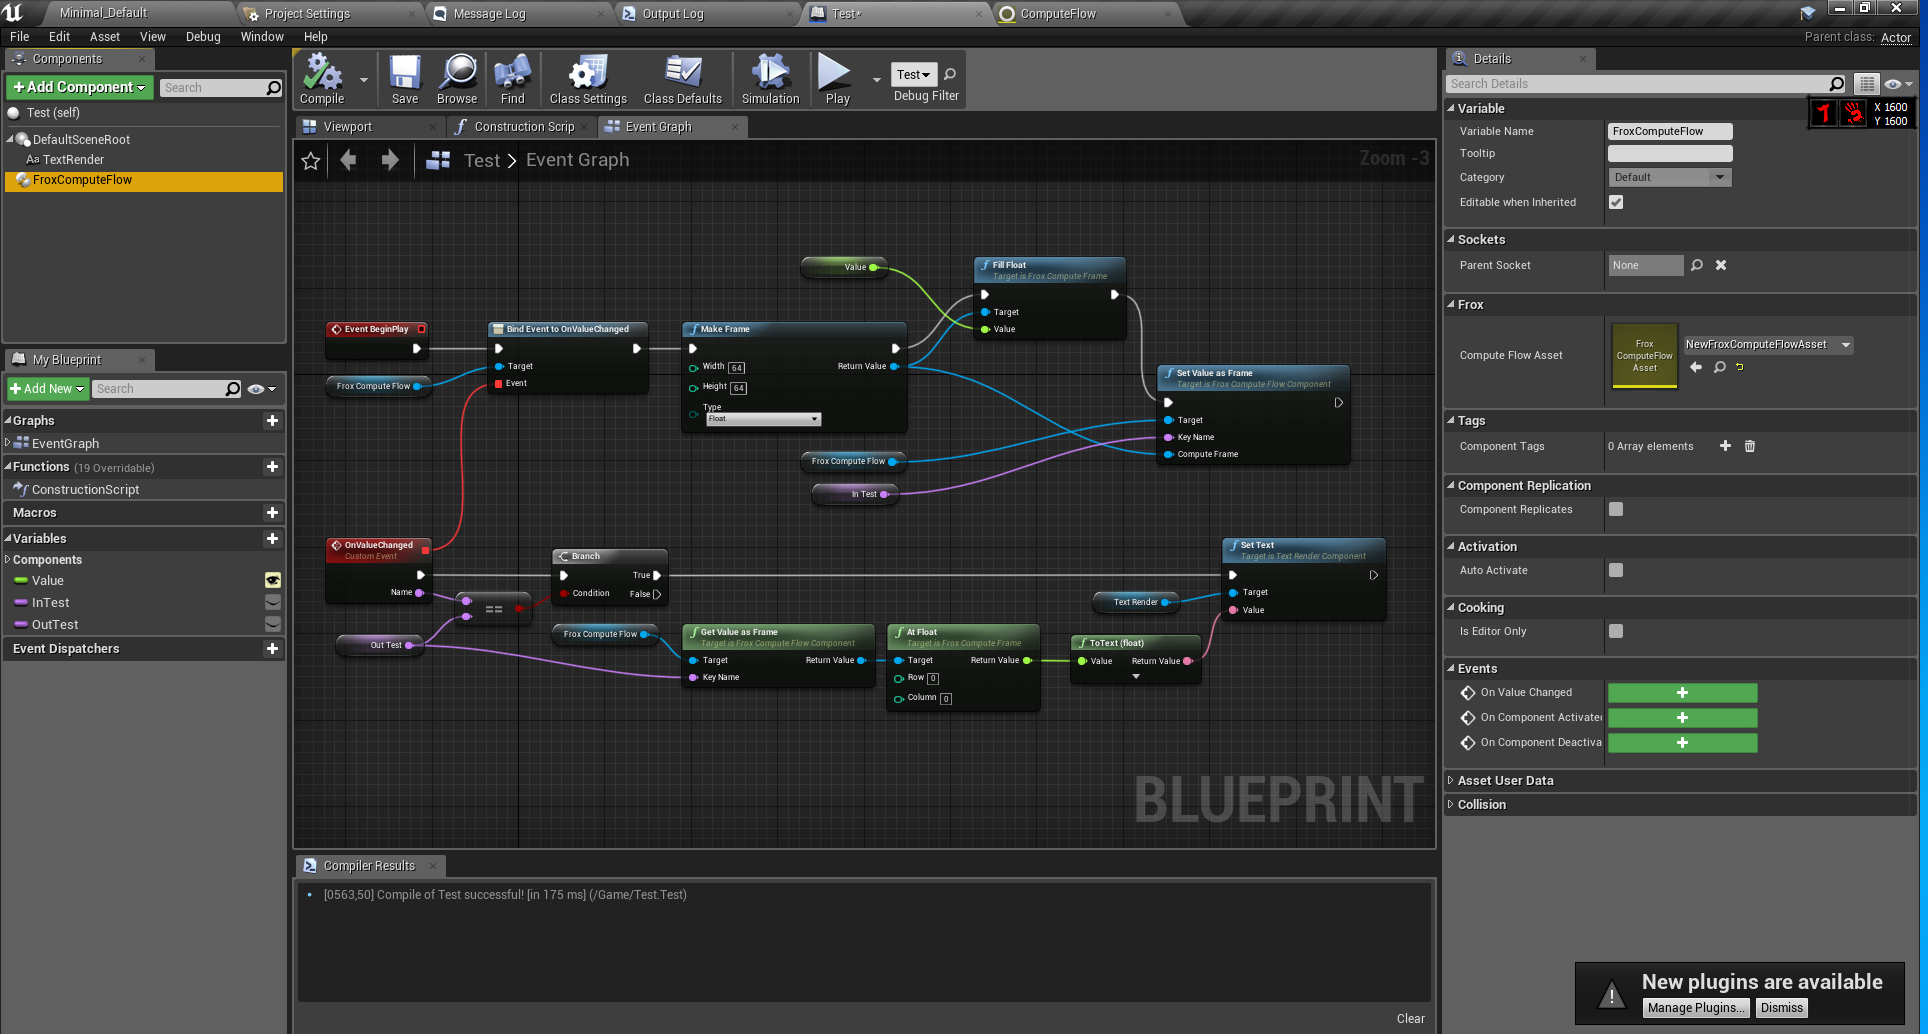 Minimal_Default
Project Settings
Message Log
Output Log
Test*
ComputeFlow
File Edit Asset View Debug Window Help
Parent class: Actor
Components
+Add Component
Search
Test (self)
DefaultSceneRoot
Aa TextRender
FroxComputeFlow
My Blueprint
+Add New
Search
Graphs
EventGraph
Functions (19 Overridable)
ConstructionScript
Macros
Variables
Components
Value
InTest
OutTest
Event Dispatchers
Compile
Save
Browse
Find
Class Settings
Class Defaults
Simulation
Play
Test
Debug Filter
Viewport
Construction Scrip
Event Graph
Test > Event Graph
Zoom -3
Value
Fill Float
Target is Frox Compute Frame
Target
Value
Event BeginPlay
Frox Compute Flow
Bind Event to OnValueChanged
Target
Event
Make Frame
Width 64
Return Value
Height 64
Type
Float
Set Value as Frame
Target is Frox Compute Flow Component
Target
Key Name
Compute Frame
Frox Compute Flow
In Test
OnValueChanged
Custom Event
Name
Out Test
==
Branch
True
Condition
False
Frox Compute Flow
Get Value as Frame
Target is Frox Compute Flow Component
Target
Return Value
Key Name
At Float
Target is Frox Compute Frame
Target
Return Value
Row 0
Column 0
ToText (float)
Value
Return Value
Text Render
Set Text
Target is Text Render Component
Target
Value
BLUEPRINT
Compiler Results
[0563,50] Compile of Test successful! [in 175 ms] (/Game/Test.Test)
Clear
Details
Search Details
X 1600
Y 1600
Variable
Variable Name
FroxComputeFlow
Tooltip
Category
Default
Editable when Inherited
Sockets
Parent Socket
None
Frox
Compute Flow Asset
Frox
ComputeFlow
Asset
NewFroxComputeFlowAsset
Tags
Component Tags
0 Array elements
Component Replication
Component Replicates
Activation
Auto Activate
Cooking
Is Editor Only
Events
On Value Changed
On Component Activated
On Component Deactiva
Asset User Data
Collision
New plugins are available
Manage Plugins...
Dismiss